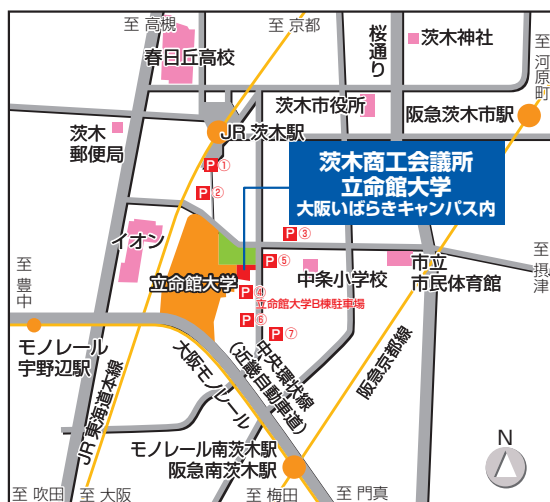 至 高槻
至 京都
桜通り
茨木神社
至 河原町
春日丘高校
茨木市役所
阪急茨木市駅
茨木
郵便局
JR 茨木駅
P①
P②
茨木商工会議所
立命館大学
大阪いばらきキャンパス内
P③
イオン
P⑤
至 豊中
立命館大学
中条小学校
市立
市民体育館
至 摂津
P④
立命館大学B棟駐車場
P⑥
P⑦
モノレール
宇野辺駅
JR東海道本線
大阪モノレール
中央環状線
(近畿自動車道)
阪急京都線
モノレール南茨木駅
阪急南茨木駅
N
至 吹田
至 大阪
至 梅田
至 門真